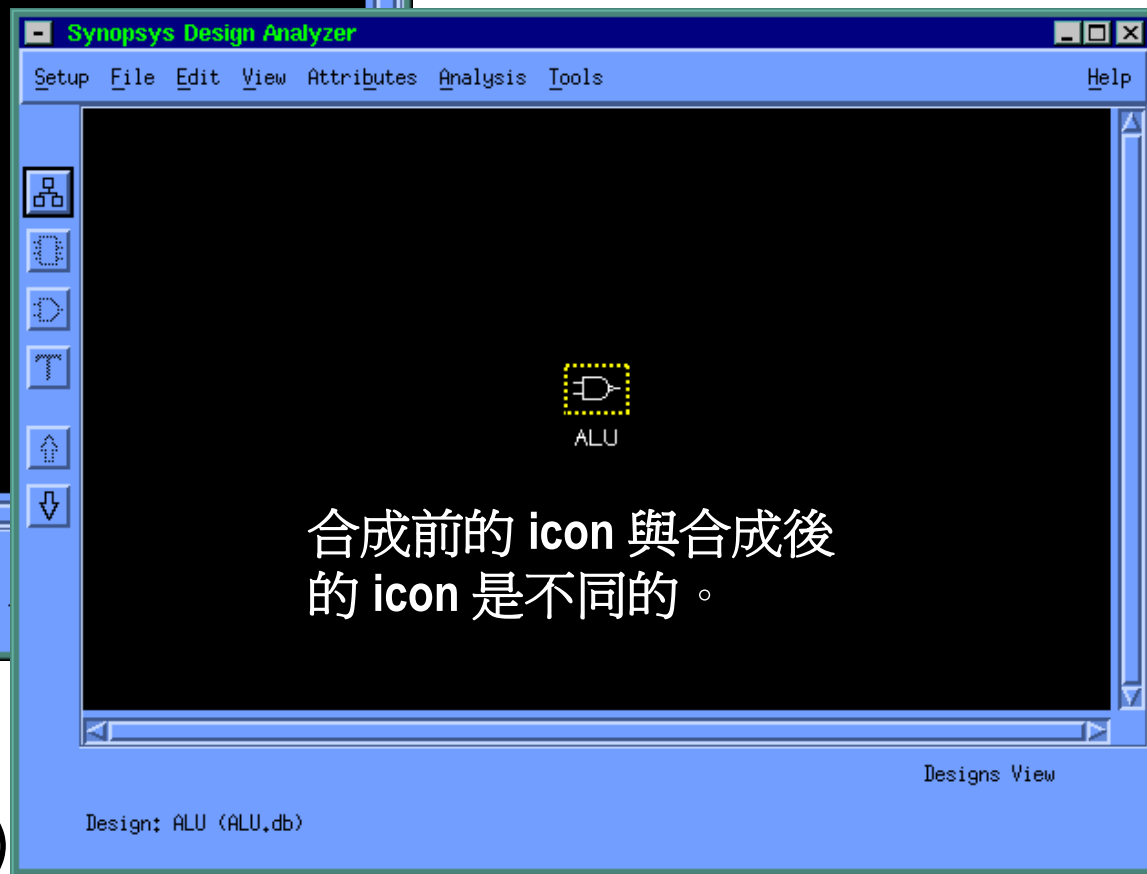 Synopsys Design Analyzer
Setup File Edit View Attributes Analysis Tools Help
ALU
合成前的 icon 與合成後
的 icon 是不同的。
Designs View
Design: ALU (ALU.db)
)